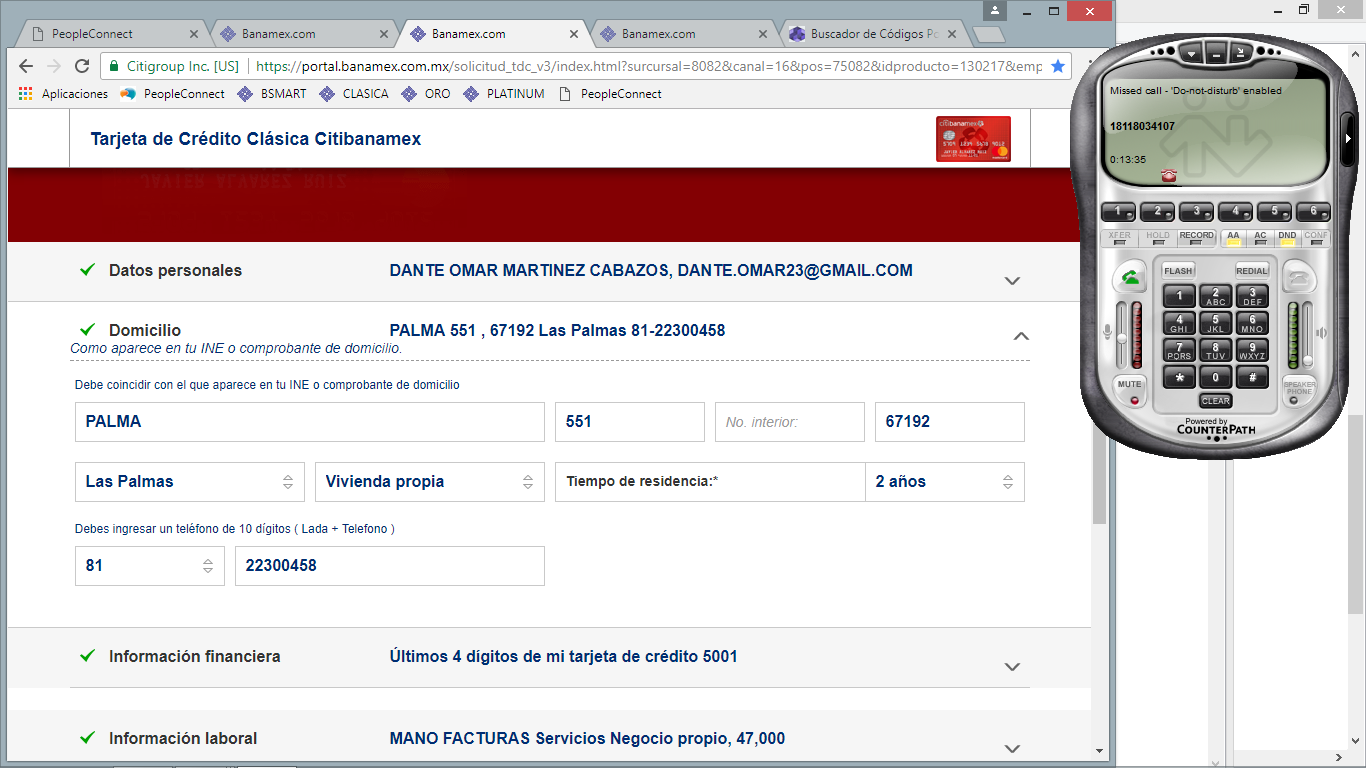 PeopleConnect
Banamex.com
Banamex.com
Banamex.com
Buscador de Códigos Po
Citigroup Inc. [US]
https://portal.banamex.com.mx/solicitud_tdc_v3/index.html?surcursal=8082&canal=16&pos=75082&idproducto=130217&emp
Aplicaciones
PeopleConnect
BSMART
CLASICA
ORO
PLATINUM
PeopleConnect
Tarjeta de Crédito Clásica Citibanamex
citibanamex
Datos personales
DANTE OMAR MARTINEZ CABAZOS, DANTE.OMAR23@GMAIL.COM
Domicilio
PALMA 551 , 67192 Las Palmas 81-22300458
Como aparece en tu INE o comprobante de domicilio.
Debe coincidir con el que aparece en tu INE o comprobante de domicilio
PALMA
551
No. interior:
67192
Las Palmas
Vivienda propia
Tiempo de residencia:*
2 años
Debes ingresar un teléfono de 10 dígitos ( Lada + Telefono )
81
22300458
Información financiera
Últimos 4 dígitos de mi tarjeta de crédito 5001
Información laboral
MANO FACTURAS Servicios Negocio propio, 47,000
Missed call - 'Do-not-disturb' enabled
18118034107
0:13:35
1 2 3 4 5 6
XFER HOLD RECORD AA AC DND CONF
FLASH REDIAL
1 2 ABC 3 DEF
4 GHI 5 JKL 6 MNO
7 PQRS 8 TUV 9 WXYZ
* 0 #
MUTE
SPEAKER PHONE
CLEAR
Powered by
COUNTERPATH